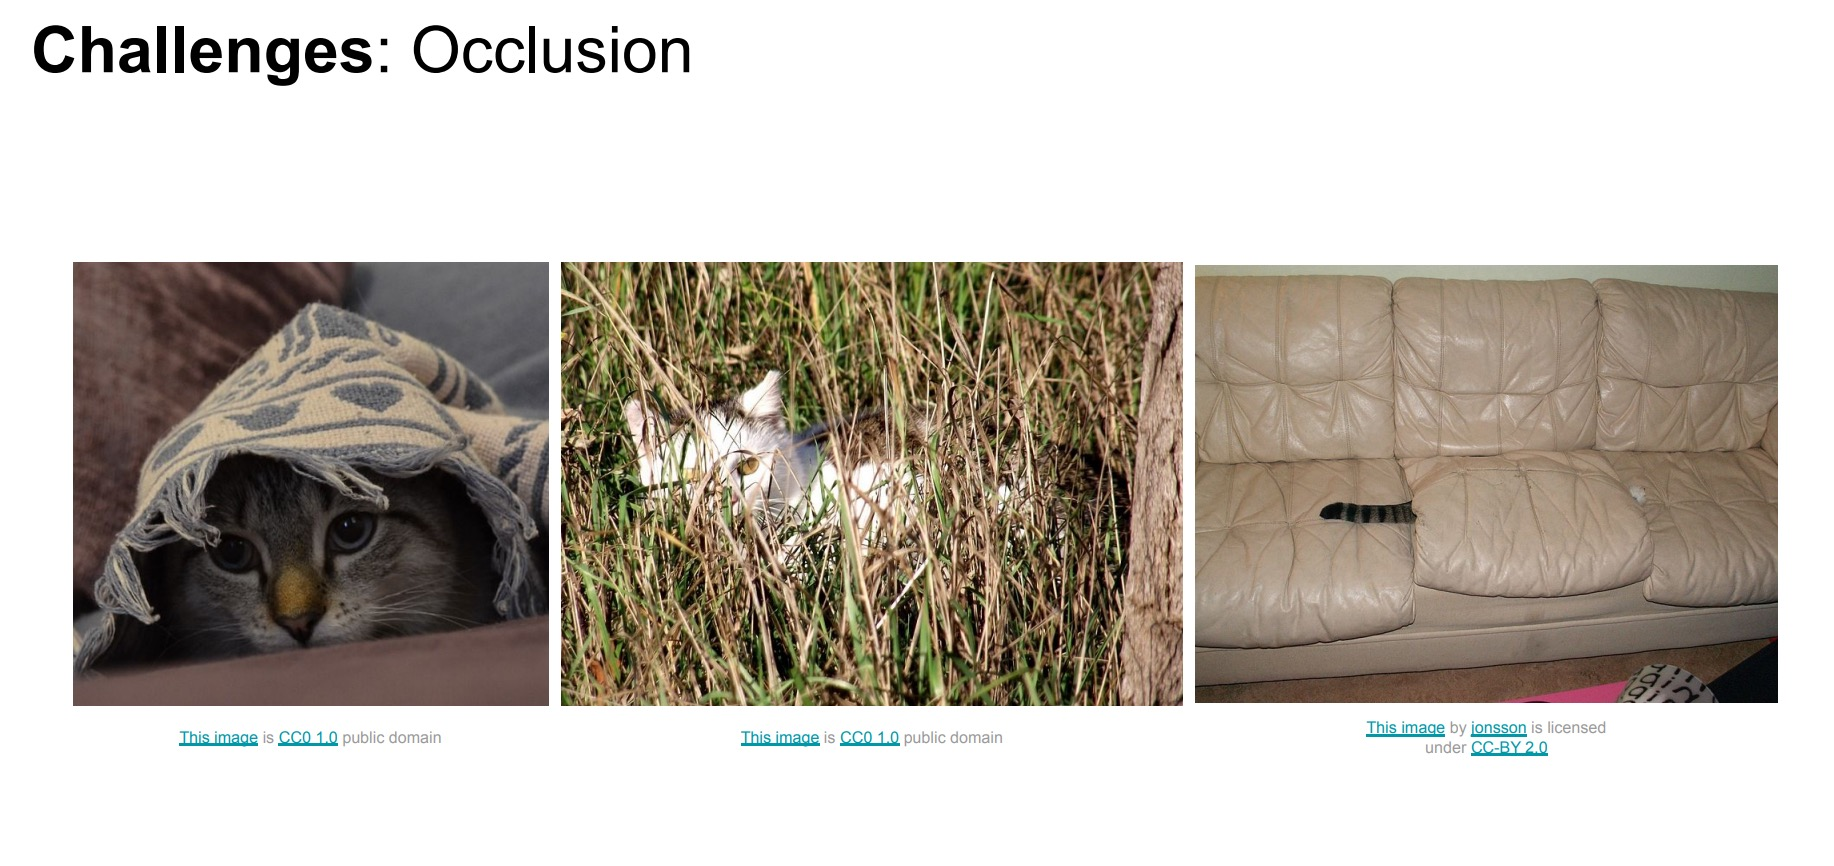 Challenges: Occlusion
This image is CC0 1.0 public domain
This image is CC0 1.0 public domain
This image by jonsson is licensed
under CC-BY 2.0